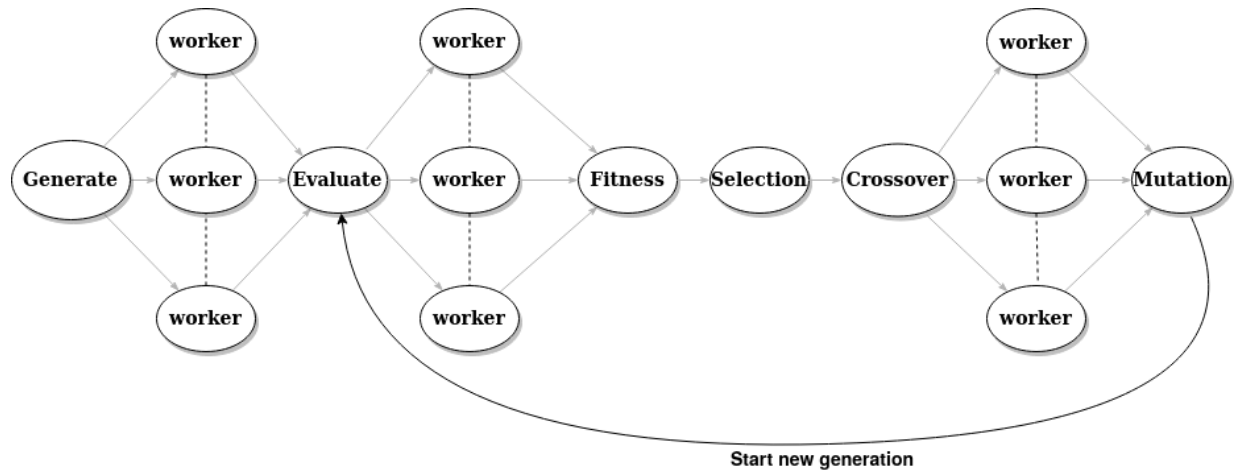 worker
worker
worker
Generate
worker
Evaluate
worker
Fitness
Selection
Crossover
worker
Mutation
worker
worker
worker
Start new generation